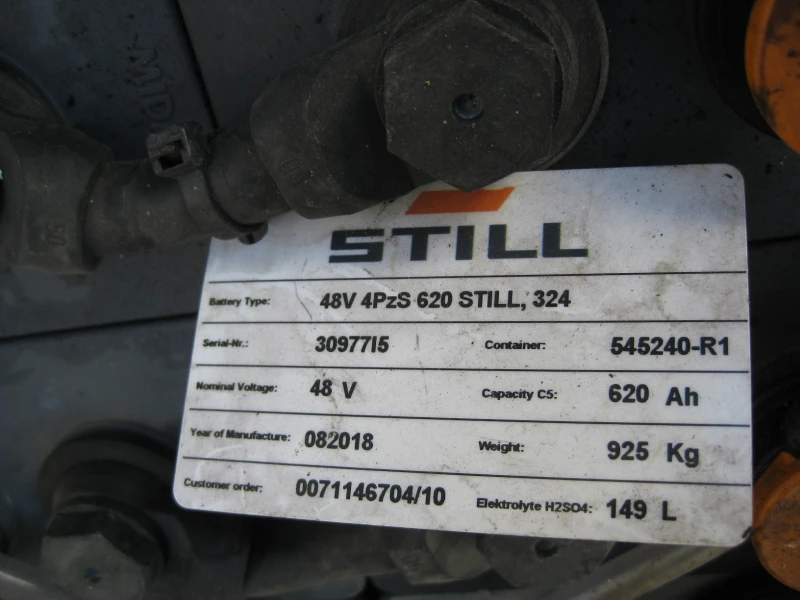 STILL
Battery Type: 48V 4PzS 620 STILL, 324
Serial-Nr.: 30977I5 Container: 545240-R1
Nominal Voltage: 48 V Capacity C5: 620 Ah
Year of Manufacture: 082018 Weight: 925 Kg
Customer order: 0071146704/10 Elektrolyte H2SO4: 149 L